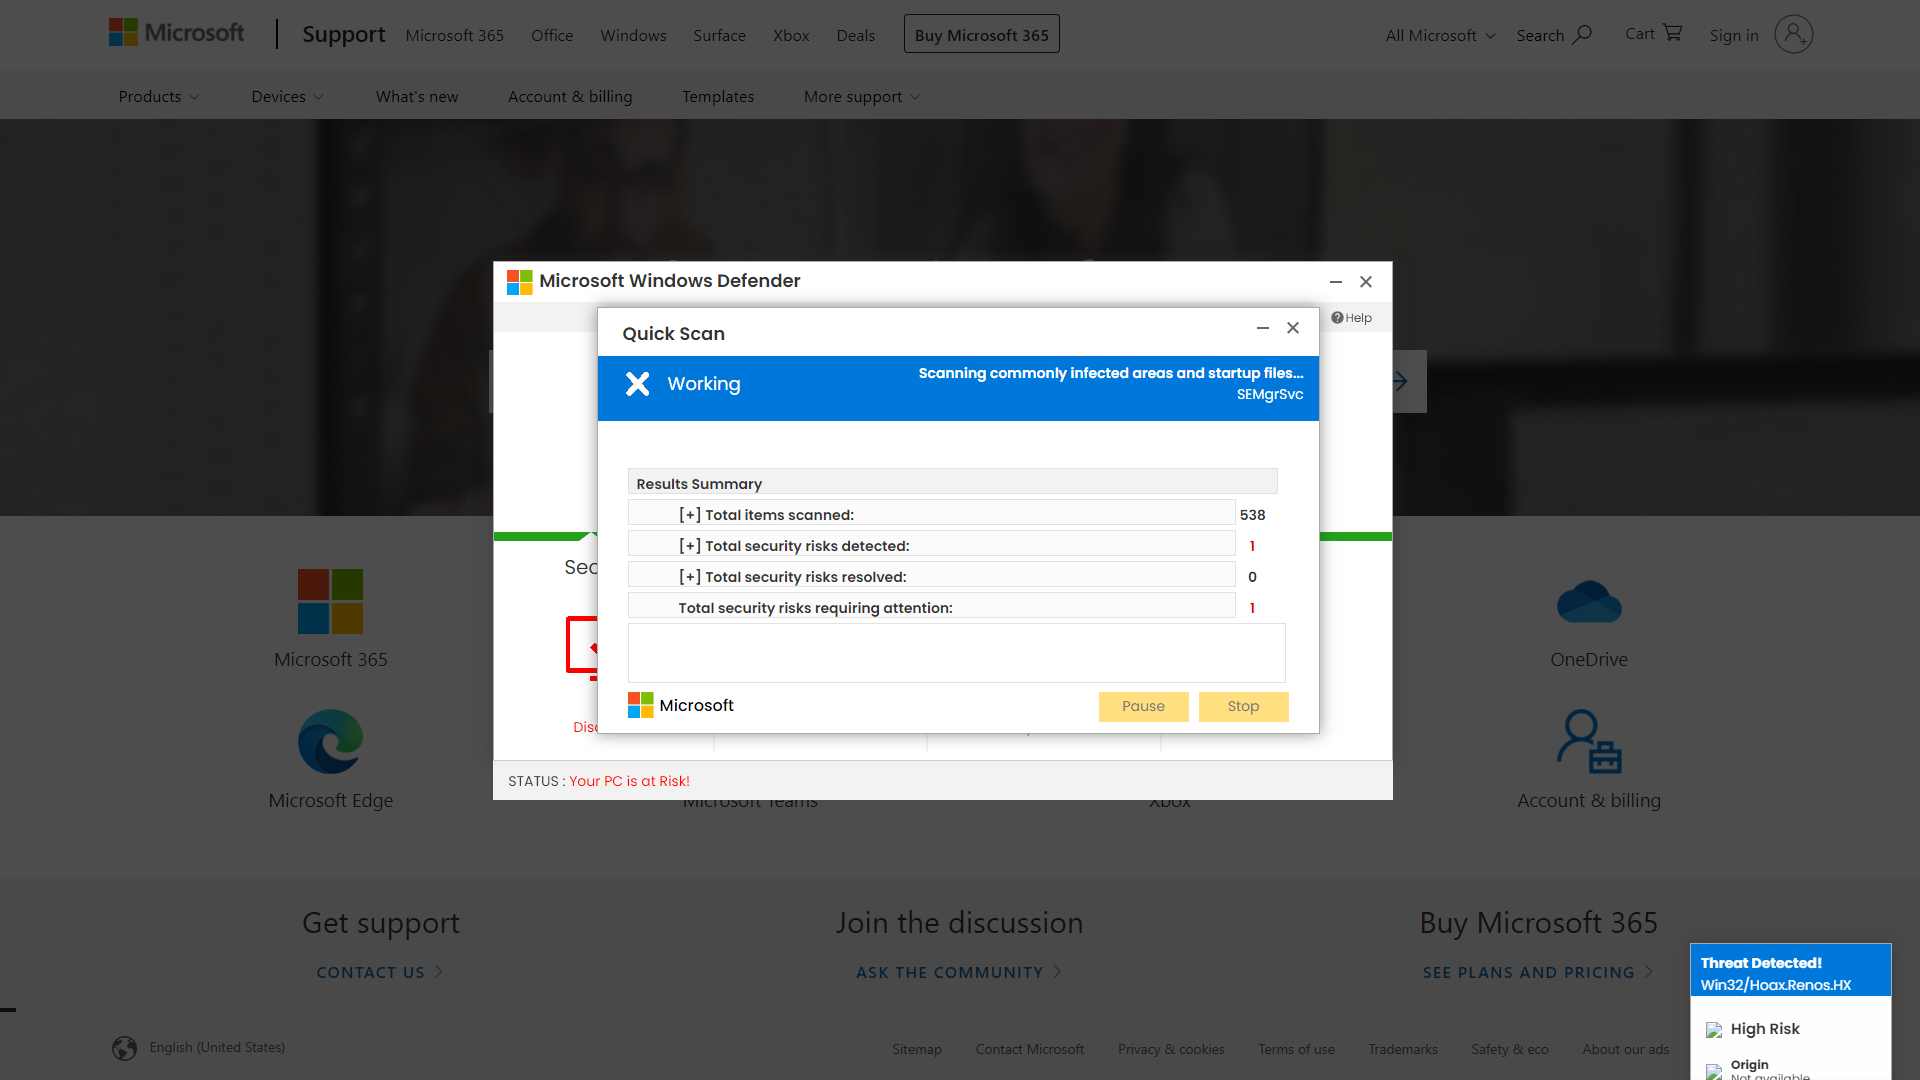 Microsoft
Support
Microsoft 365
Office
Windows
Surface
Xbox
Deals
Buy Microsoft 365
All Microsoft
Search
Cart
Sign in
Products
Devices
What's new
Account & billing
Templates
More support
Microsoft Windows Defender
Help
Quick Scan
Working
Scanning commonly infected areas and startup files...
SEMgrSvc
Results Summary
[+] Total items scanned: 538
[+] Total security risks detected: 1
[+] Total security risks resolved: 0
Total security risks requiring attention: 1
Microsoft
Pause
Stop
STATUS : Your PC is at Risk!
Microsoft 365
OneDrive
Microsoft Edge
Microsoft Teams
Xbox
Account & billing
Get support
Join the discussion
Buy Microsoft 365
CONTACT US
ASK THE COMMUNITY
SEE PLANS AND PRICING
Threat Detected!
Win32/Hoax.Renos.HX
High Risk
Origin
Not available
English (United States)
Sitemap
Contact Microsoft
Privacy & cookies
Terms of use
Trademarks
Safety & eco
About our ads